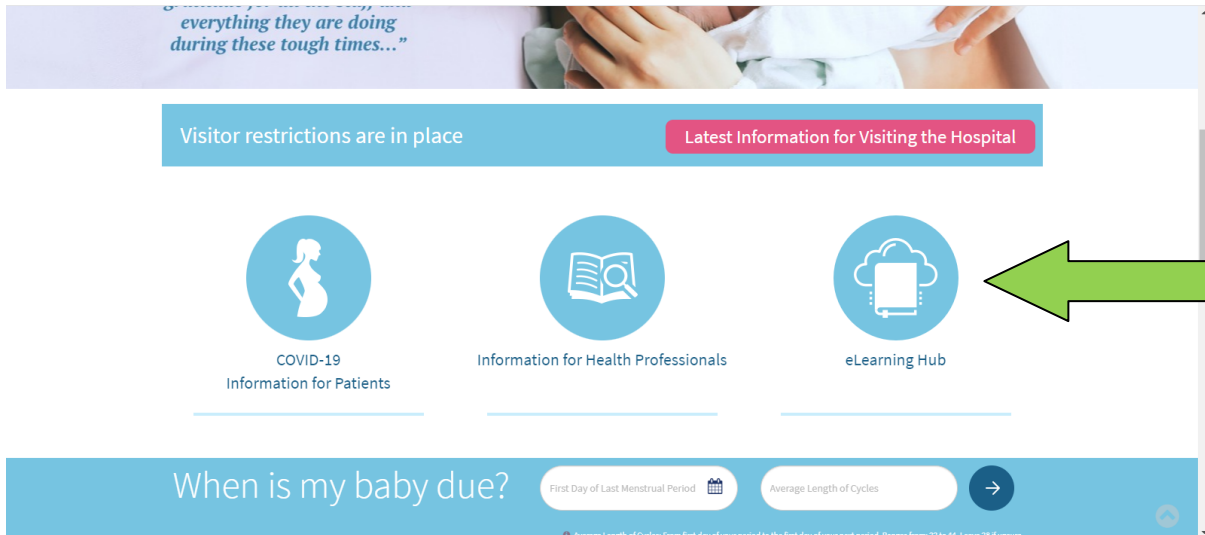 everything they are doing
during these tough times…”
Visitor restrictions are in place
Latest Information for Visiting the Hospital
COVID-19
Information for Patients
Information for Health Professionals
eLearning Hub
When is my baby due?
First Day of Last Menstrual Period
Average Length of Cycles